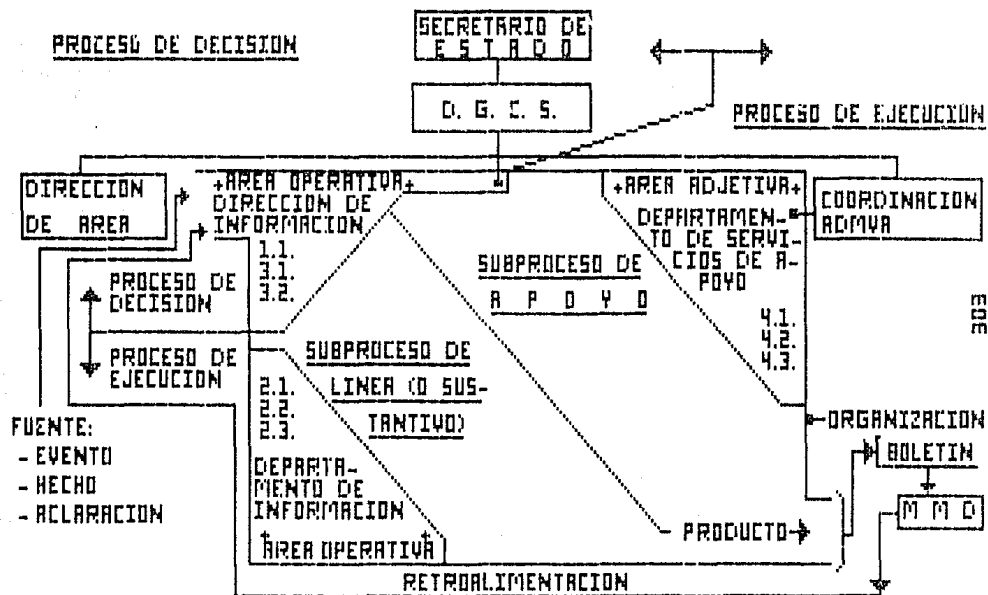 PROCESO DE DECISION
SECRETARIO DE
E S T A D O
D. G. C. S.
PROCESO DE EJECUCION
DIRECCION
DE AREA
+AREA OPERATIVA+
DIRECCION DE
INFORMACION
1.1.
3.1.
3.2.
+AREA ADJETIVA+
DEPARTAMEN-
TO DE SERVI-
CIOS DE A-
POYO
4.1.
4.2.
4.3.
COORDINACION
ADMVA
SUBPROCESO DE
A P O Y O
PROCESO DE
DECISION
PROCESO DE
EJECUCION
SUBPROCESO DE
LINEA (O SUS-
TANTIVO)
2.1.
2.2.
2.3.
DEPARTA-
MENTO DE
INFORMACION
+AREA OPERATIVA+
FUENTE:
- EVENTO
- HECHO
- ACLARACION
ORGANIZACION
BOLETIN
M M D
PRODUCTO
RETROALIMENTACION